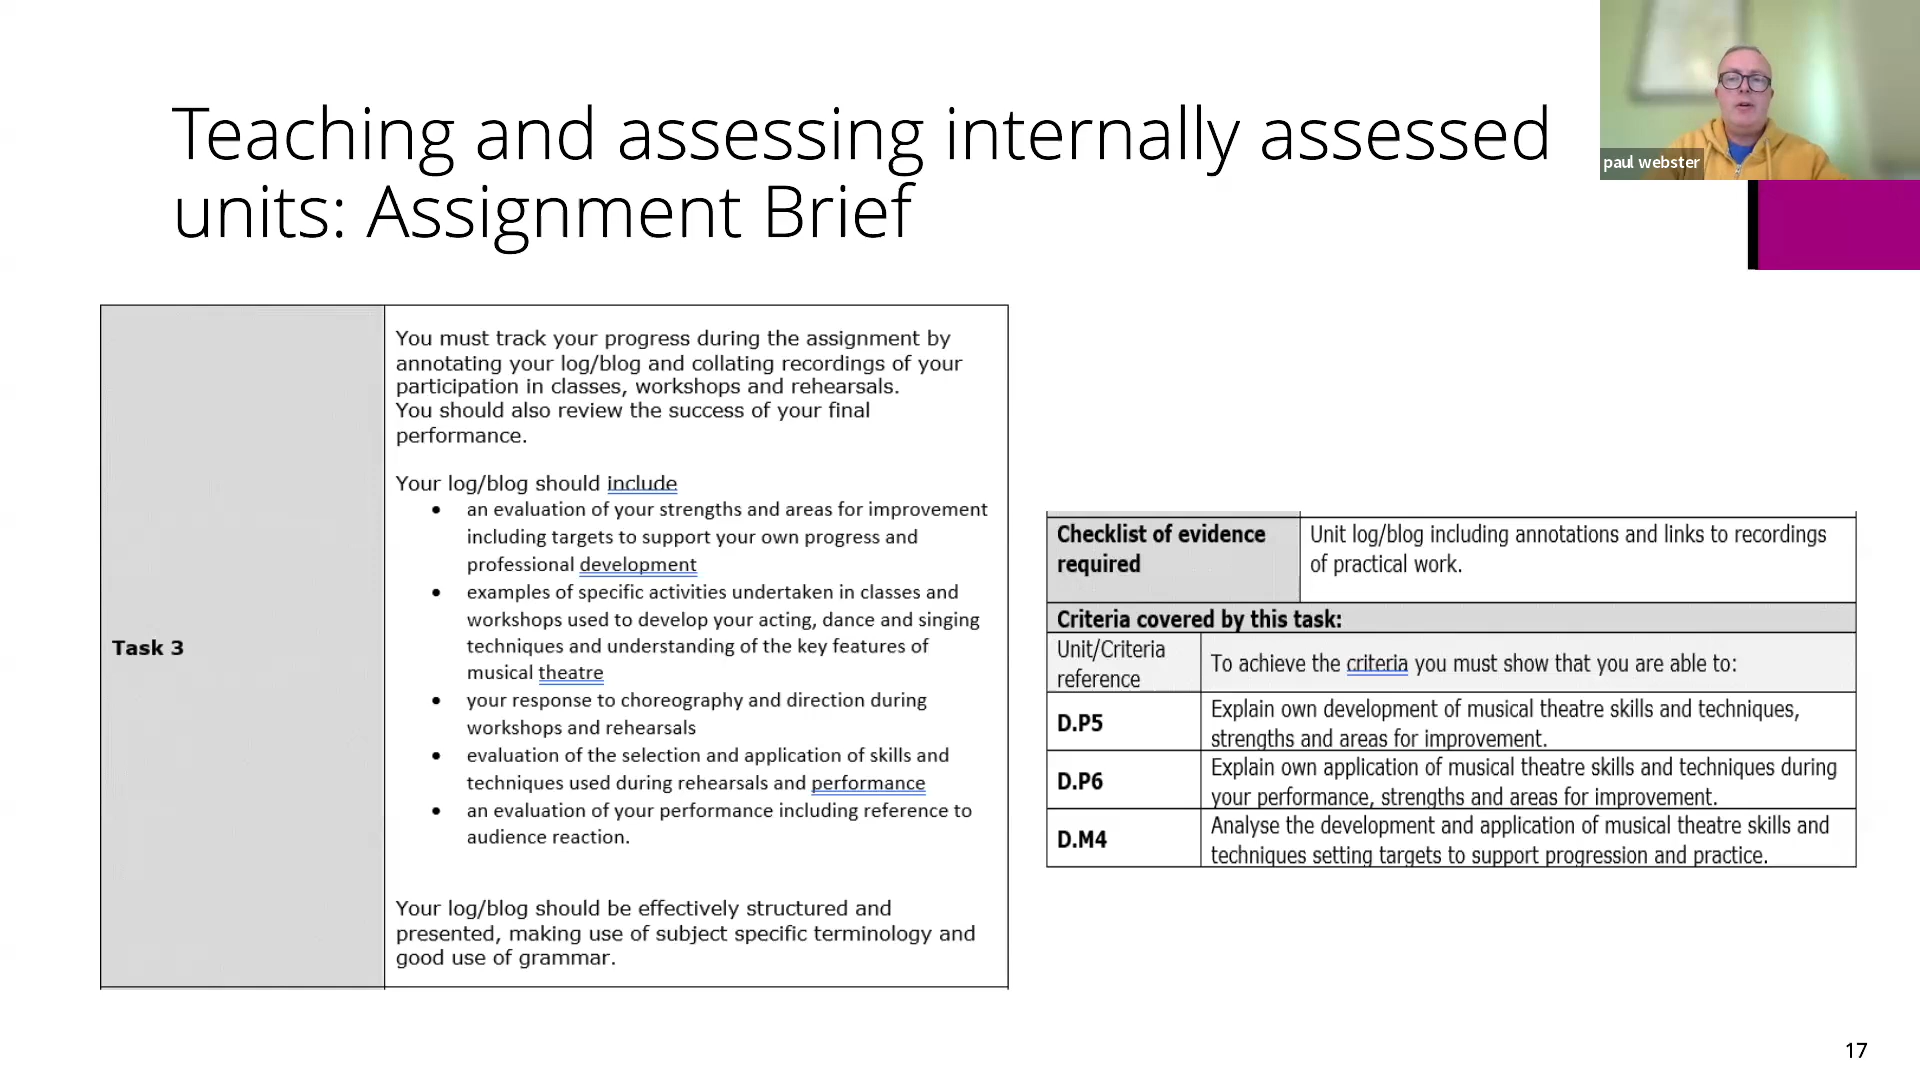 Teaching and assessing internally assessed
units: Assignment Brief
paul webster
Task 3
You must track your progress during the assignment by
annotating your log/blog and collating recordings of your
participation in classes, workshops and rehearsals.
You should also review the success of your final
performance.
Your log/blog should include
• an evaluation of your strengths and areas for improvement
including targets to support your own progress and
professional development
• examples of specific activities undertaken in classes and
workshops used to develop your acting, dance and singing
techniques and understanding of the key features of
musical theatre
• your response to choreography and direction during
workshops and rehearsals
• evaluation of the selection and application of skills and
techniques used during rehearsals and performance
• an evaluation of your performance including reference to
audience reaction.
Your log/blog should be effectively structured and
presented, making use of subject specific terminology and
good use of grammar.
Checklist of evidence
required
Unit log/blog including annotations and links to recordings
of practical work.
Criteria covered by this task:
Unit/Criteria
reference
To achieve the criteria you must show that you are able to:
D.P5
Explain own development of musical theatre skills and techniques,
strengths and areas for improvement.
D.P6
Explain own application of musical theatre skills and techniques during
your performance, strengths and areas for improvement.
D.M4
Analyse the development and application of musical theatre skills and
techniques setting targets to support progression and practice.
17